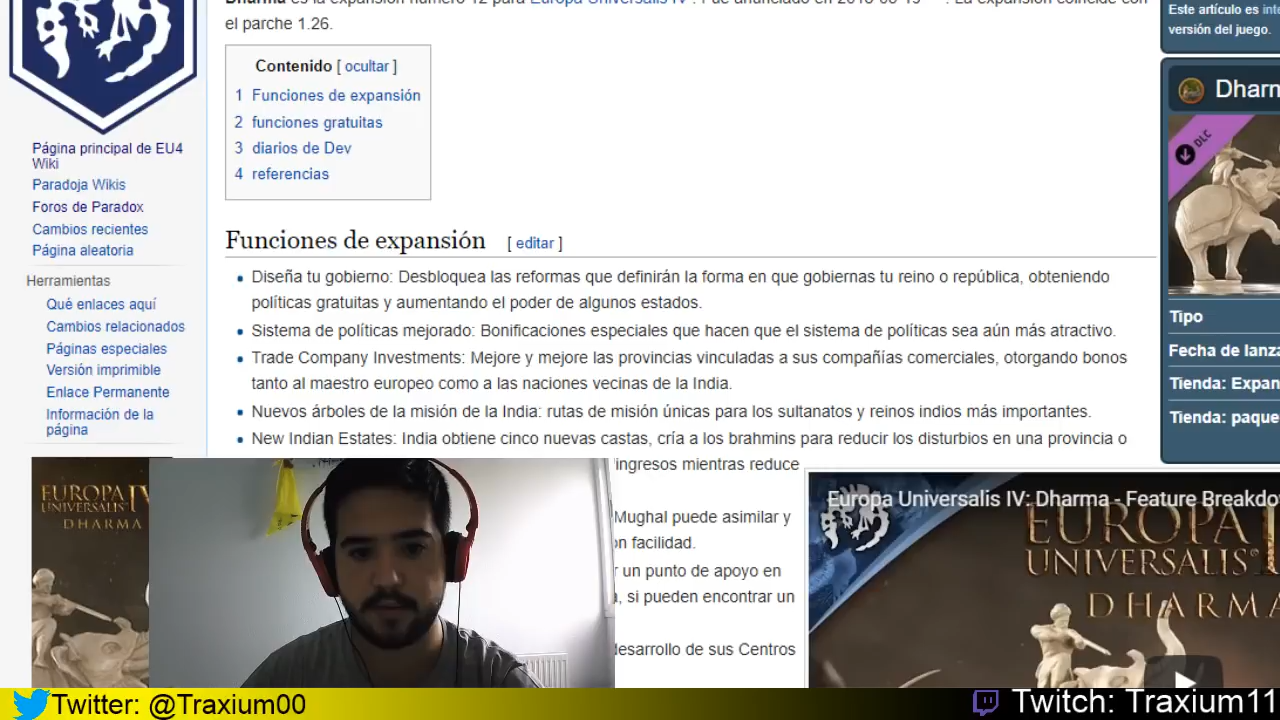 Dharma es la expansión número 12 para Europa Universalis IV . Fue anunciado en 2018-05-19 . La expansión coincide con
el parche 1.26.
Contenido [ ocultar ]
1 Funciones de expansión
2 funciones gratuitas
3 diarios de Dev
4 referencias
Funciones de expansión [ editar ]
Diseña tu gobierno: Desbloquea las reformas que definirán la forma en que gobiernas tu reino o república, obteniendo
políticas gratuitas y aumentando el poder de algunos estados.
Sistema de políticas mejorado: Bonificaciones especiales que hacen que el sistema de políticas sea aún más atractivo.
Trade Company Investments: Mejore y mejore las provincias vinculadas a sus compañías comerciales, otorgando bonos
tanto al maestro europeo como a las naciones vecinas de la India.
Nuevos árboles de la misión de la India: rutas de misión únicas para los sultanatos y reinos indios más importantes.
New Indian Estates: India obtiene cinco nuevas castas, cría a los brahmins para reducir los disturbios en una provincia o
ingresos mientras reduce
Mughal puede asimilar y
on facilidad.
r un punto de apoyo en
, si pueden encontrar un
desarrollo de sus Centros
Página principal de EU4
Wiki
Paradoja Wikis
Foros de Paradox
Cambios recientes
Página aleatoria
Herramientas
Qué enlaces aquí
Cambios relacionados
Páginas especiales
Versión imprimible
Enlace Permanente
Información de la
página
EUROPA IV
UNIVERSALIS
DHARMA
Este artículo es inte
versión del juego.
Dharm
DLC
Tipo
Fecha de lanza
Tienda: Expan
Tienda: paque
Europa Universalis IV: Dharma - Feature Breakdo
EUROPA I
UNIVERSALIS
DHARMA
Twitter: @Traxium00
Twitch: Traxium11